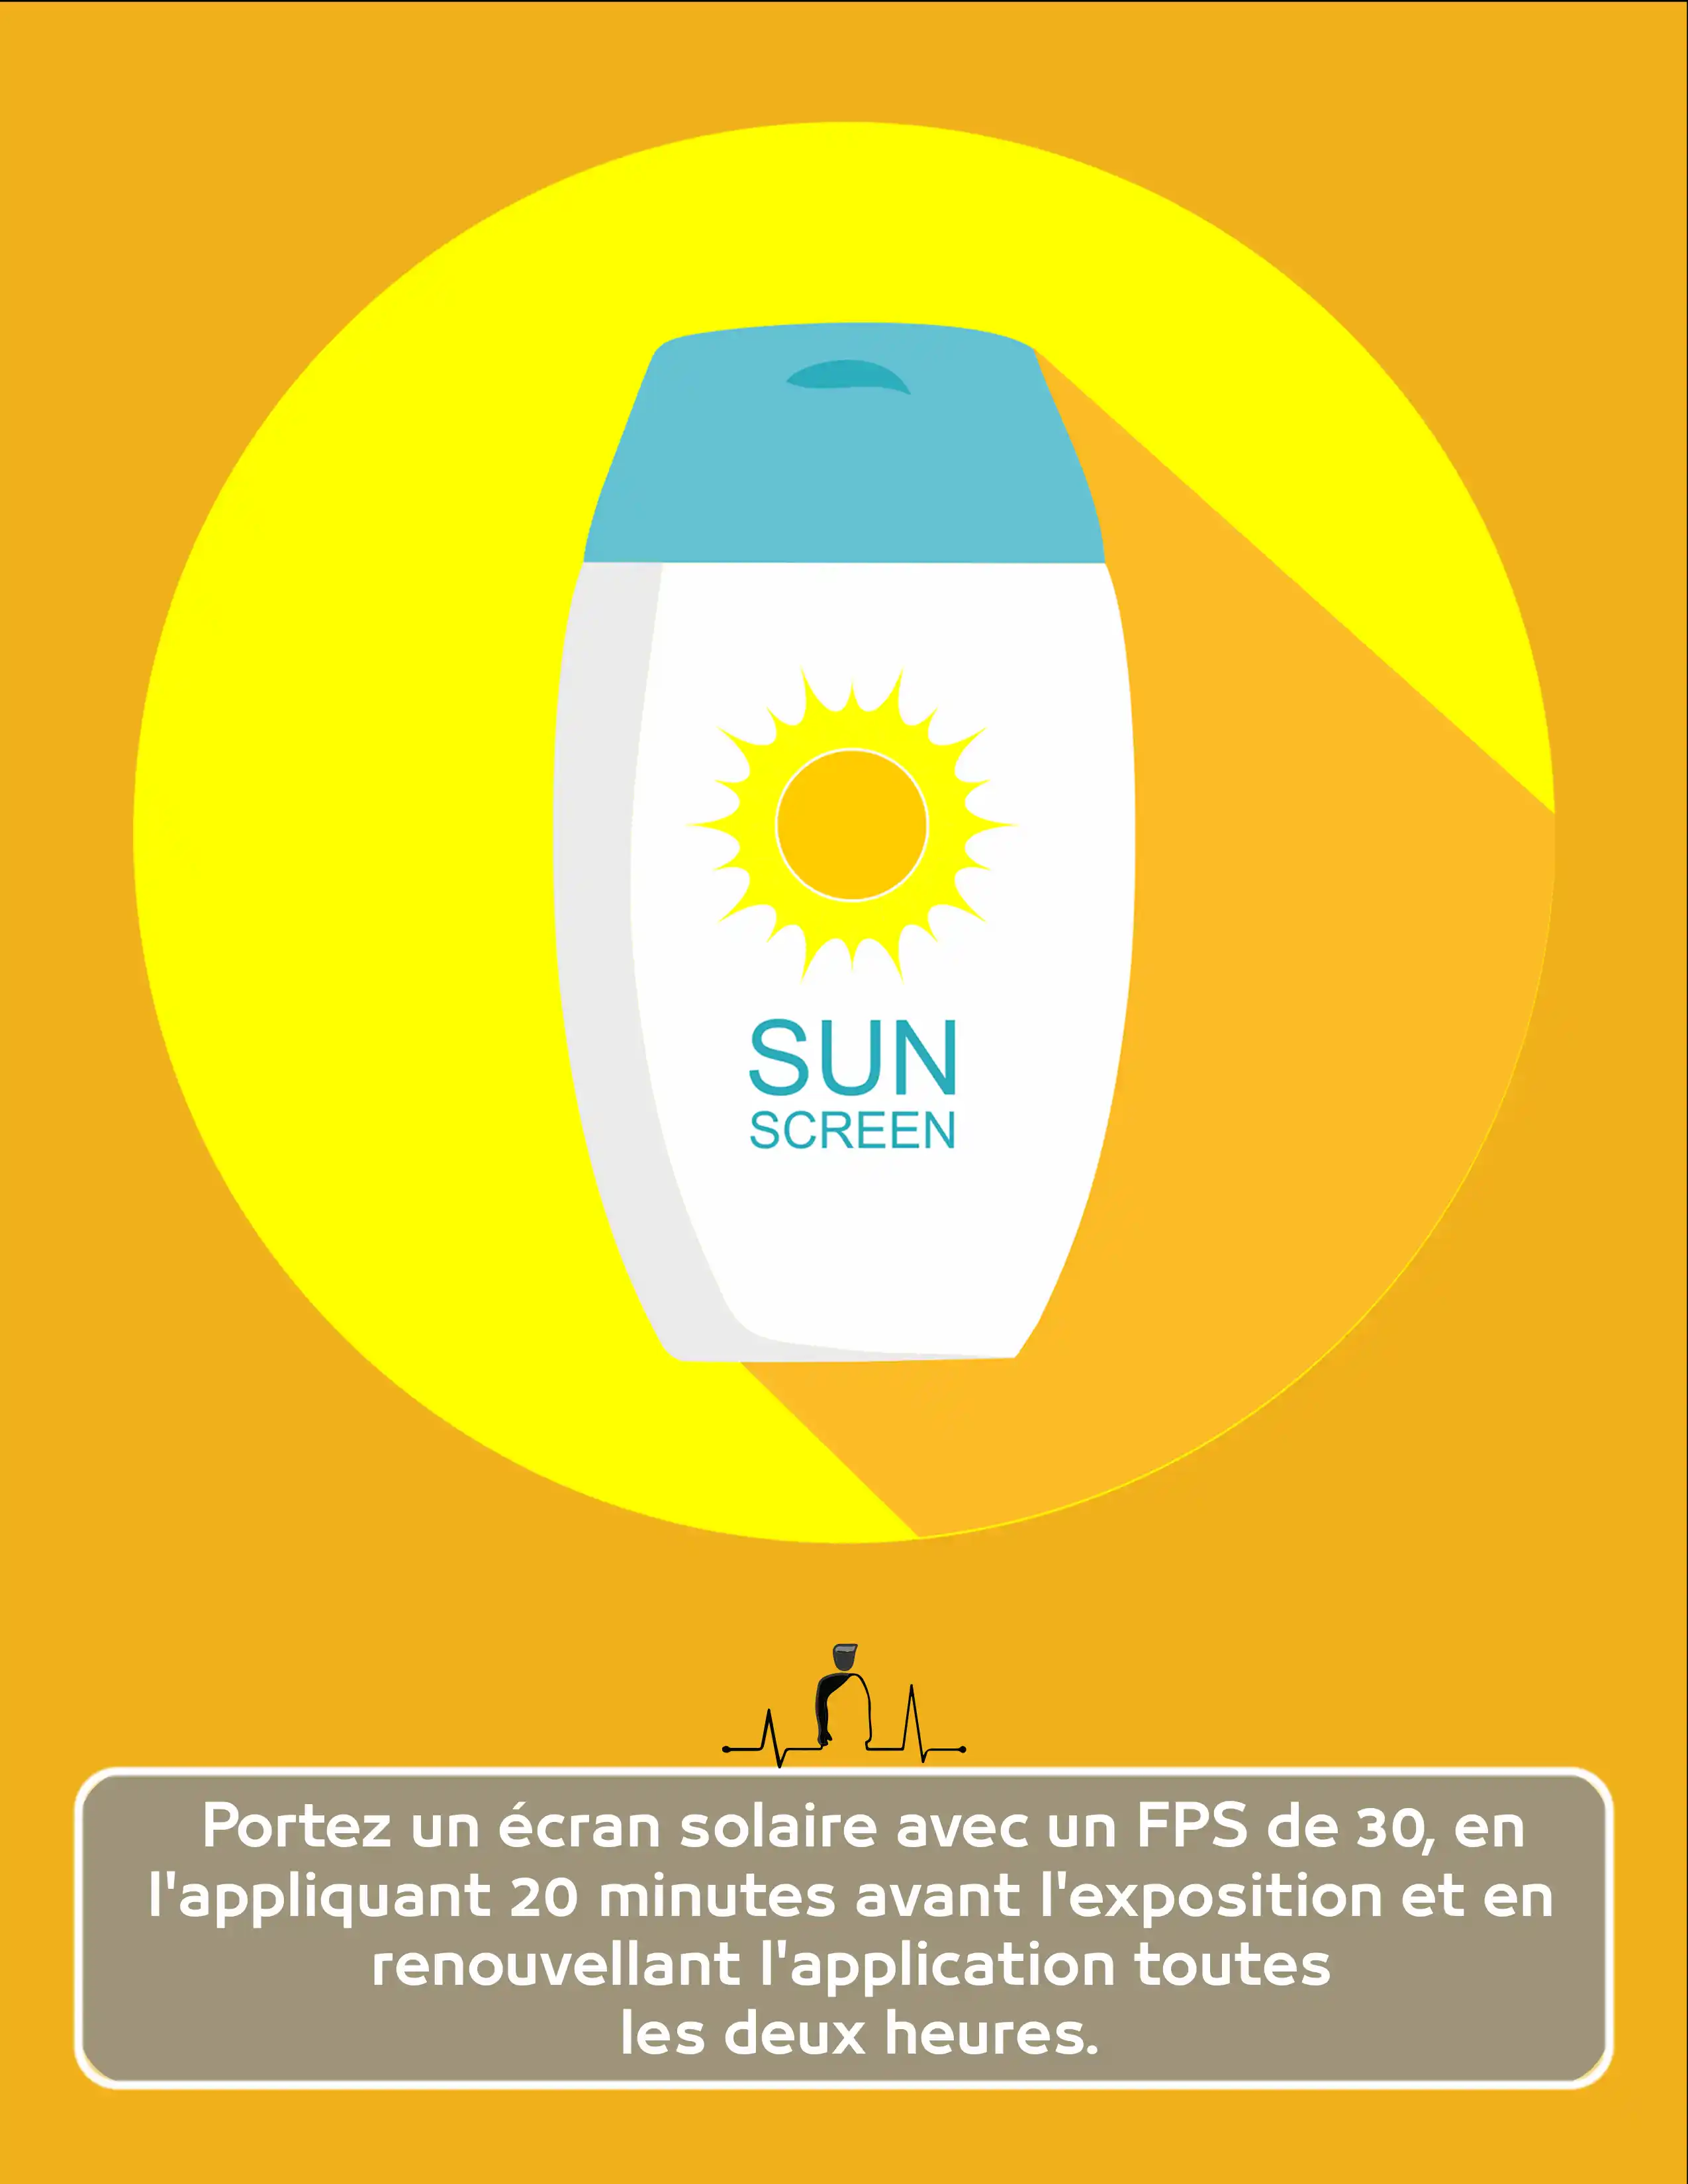 SUN
SCREEN
Portez un écran solaire avec un FPS de 30, en
l'appliquant 20 minutes avant l'exposition et en
renouvellant l'application toutes
les deux heures.